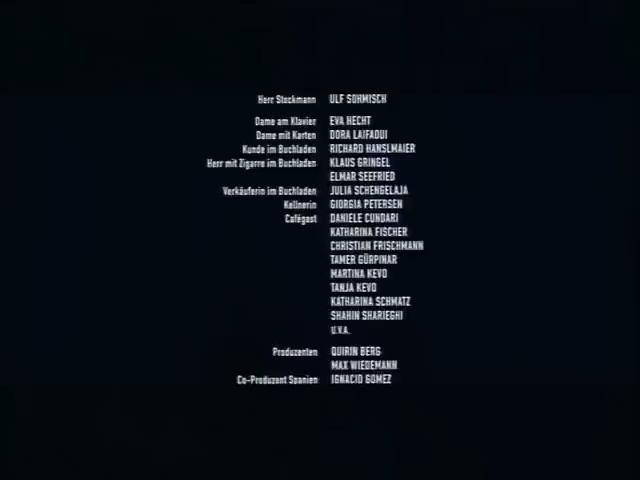 Herr Stockmann ULF SOHMISCH
Dame am Klavier EVA HECHT
Dame mit Karten DORA LAIFAOUI
Kunde im Buchladen RICHARD HANSLMAIER
Herr mit Zigarre im Buchladen KLAUS GRINGEL
ELMAR SEEFRIED
Verkäuferin im Buchladen JULIA SCHENGELAJA
Kellnerin GIORGIA PETERSEN
Cafégast DANIELE CUNDARI
KATHARINA FISCHER
CHRISTIAN FRISCHMANN
TAMER GÜRPINAR
MARTINA KEVO
TANJA KEVO
KATHARINA SCHMATZ
SHAHIN SHARIEGHI
U.V.A.
Produzenten QUIRIN BERG
MAX WIEDEMANN
Co-Produzent Spanien IGNACIO GOMEZ